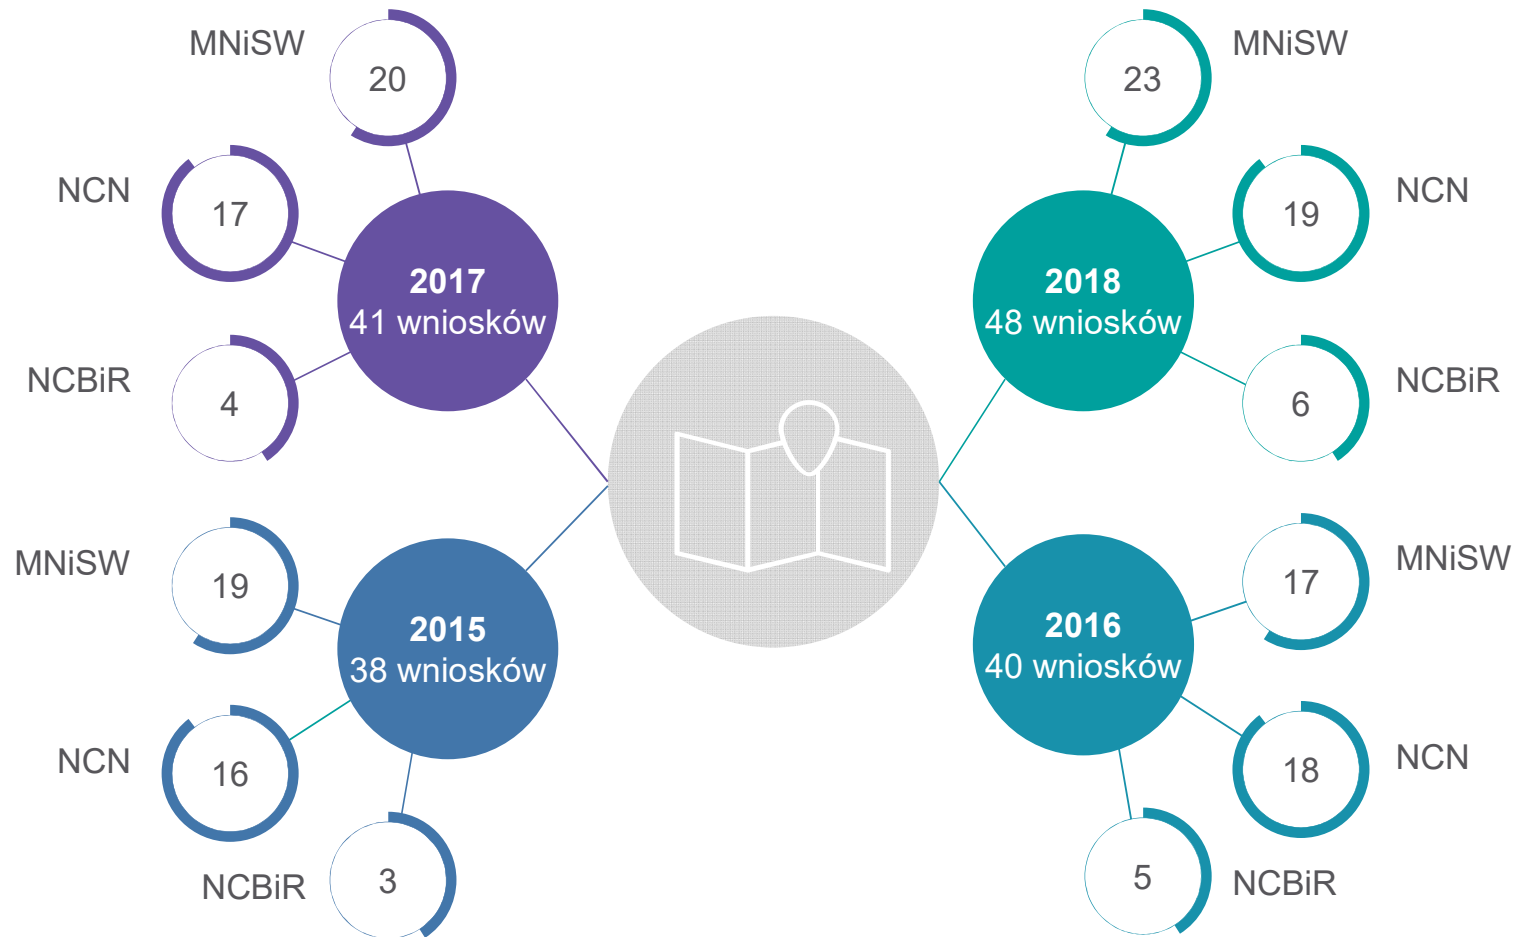 MNiSW
20
NCN
17
NCBiR
4
2017
41 wniosków
MNiSW
23
NCN
19
NCBiR
6
2018
48 wniosków
MNiSW
19
NCN
16
NCBiR
3
2015
38 wniosków
MNiSW
17
NCN
18
NCBiR
5
2016
40 wniosków